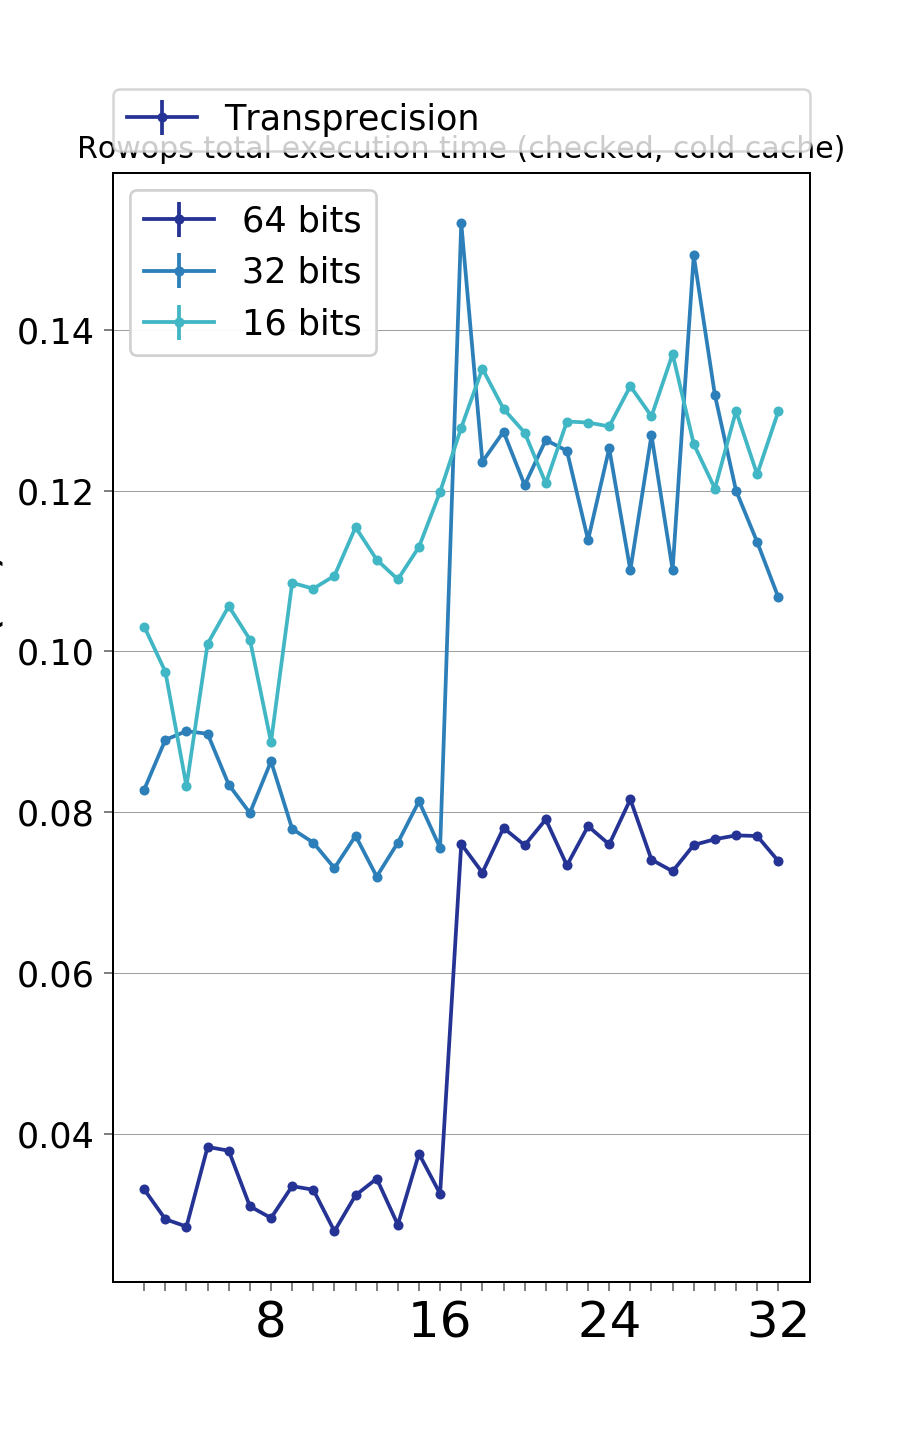 Transprecision
Rowops total execution time (checked, cold cache)
64 bits
32 bits
16 bits
0.14
0.12
0.10
0.08
0.06
0.04
8 16 24 32